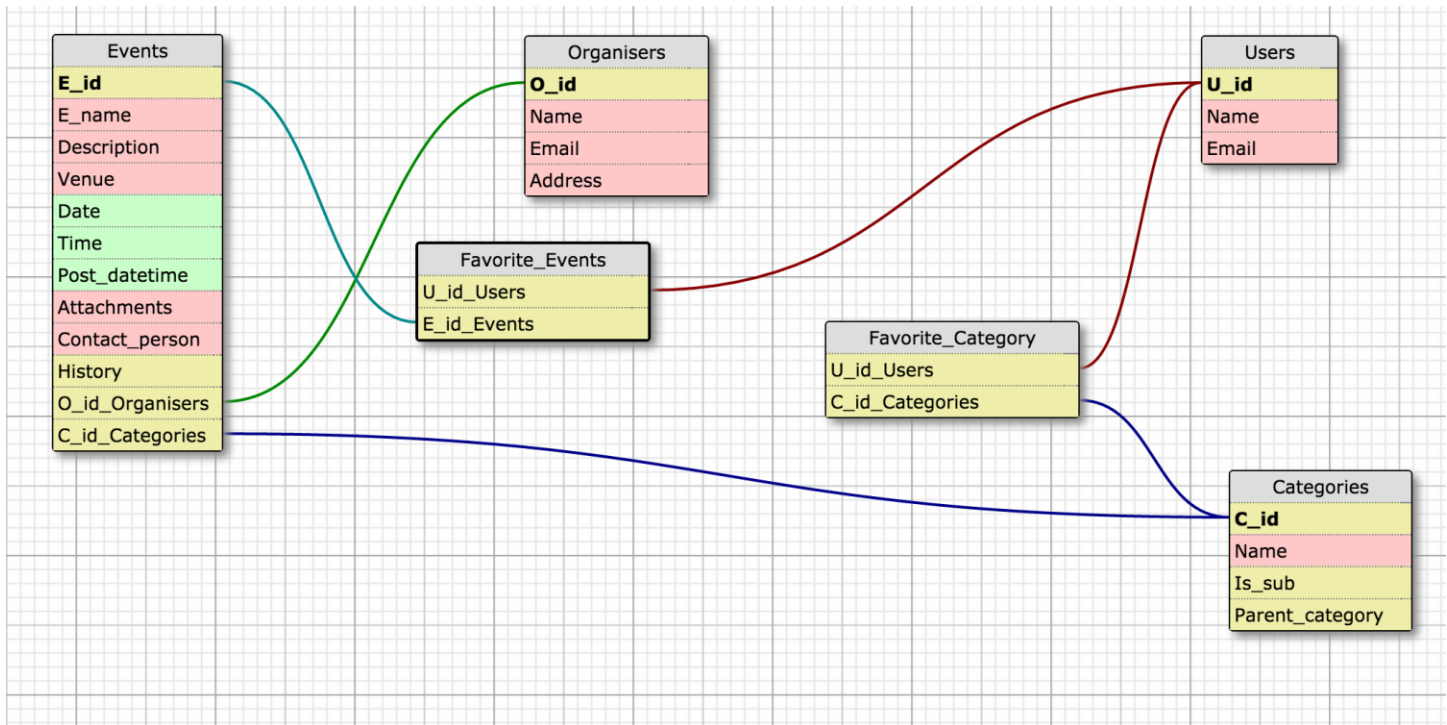 Events
E_id
E_name
Description
Venue
Date
Time
Post_datetime
Attachments
Contact_person
History
O_id_Organisers
C_id_Categories
Organisers
O_id
Name
Email
Address
Favorite_Events
U_id_Users
E_id_Events
Users
U_id
Name
Email
Favorite_Category
U_id_Users
C_id_Categories
Categories
C_id
Name
Is_sub
Parent_category